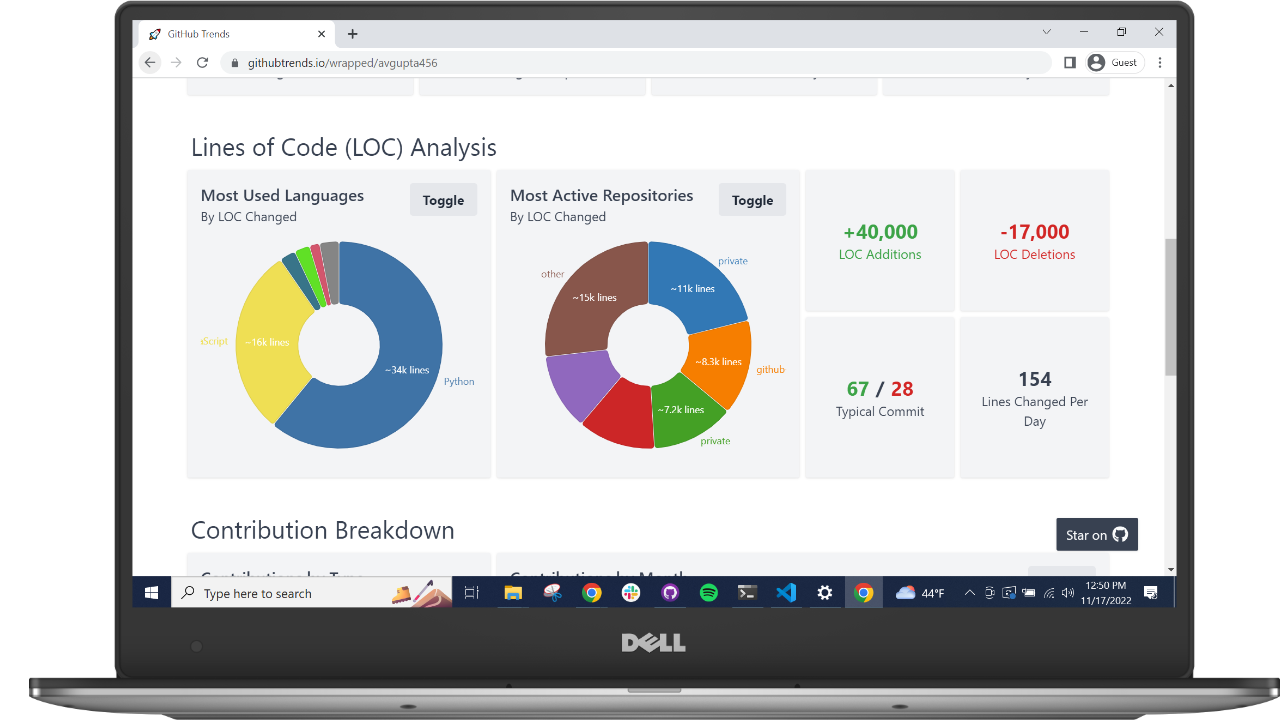 GitHub Trends
githubtrends.io/wrapped/avgupta456
Guest
Lines of Code (LOC) Analysis
Most Used Languages
Toggle
By LOC Changed
~16k lines
~34k lines
Python
Most Active Repositories
Toggle
By LOC Changed
private
other
~11k lines
~15k lines
~8.3k lines
github
~7.2k lines
private
+40,000
LOC Additions
-17,000
LOC Deletions
67 / 28
Typical Commit
154
Lines Changed Per
Day
Contribution Breakdown
Star on
Type here to search
44°F
12:50 PM
11/17/2022
DELL